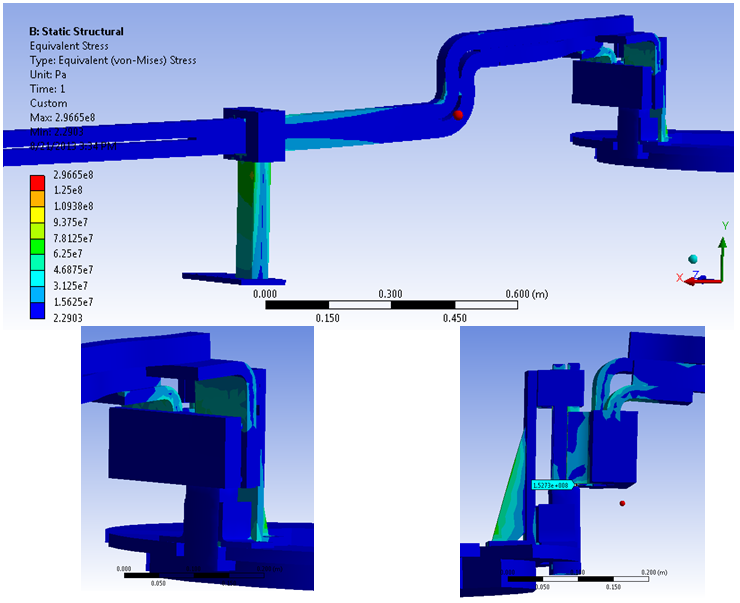 B: Static Structural
Equivalent Stress
Type: Equivalent (von-Mises) Stress
Unit: Pa
Time: 1
Custom
Max: 2.9665e8
Min: 2.2903
2.9665e8
1.25e8
1.0938e8
9.375e7
7.8125e7
6.25e7
4.6875e7
3.125e7
1.5625e7
2.2903
0.000
0.300
0.600 (m)
0.150
0.450
Y
X
Z
0.000
0.050
1.5273e+008
0.200 (m)
0.050
0.150